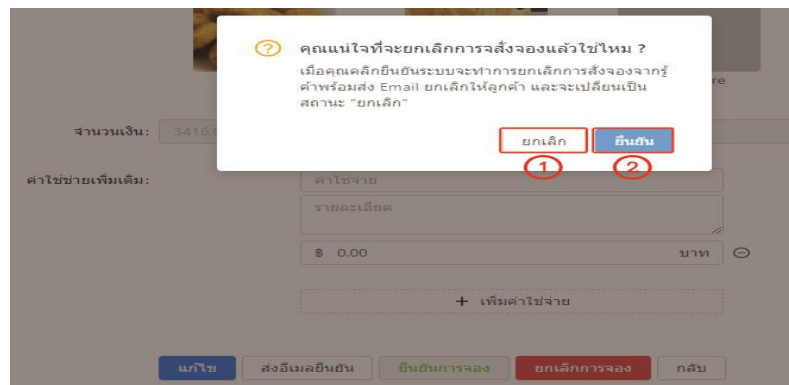 คุณแน่ใจที่จะยกเลิกการจสั่งจองแล้วใช่ไหม ?
เมื่อคุณคลิกยืนยันระบบจะทำการยกเลิกการสั่งจองจากรู้
ค้าพร้อมส่ง Email ยกเลิกให้ลูกค้า และจะเปลี่ยนเป็น
สถานะ "ยกเลิก"
re
ยกเลิก ยืนยัน
1 2
จำนวนเงิน: 3416.
ค่าใช้จ่ายเพิ่มเติม: ค่าใช้จ่าย
รายละเอียด
฿ 0.00 บาท
+ เพิ่มค่าใช้จ่าย
แก้ไข ส่งอีเมลยืนยัน ยืนยันการจอง ยกเลิกการจอง กลับ